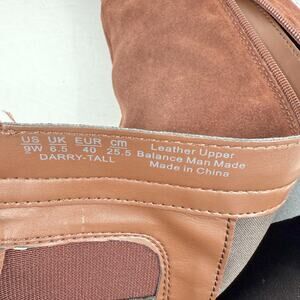 US UK EUR cm
9W 6.5 40 25.5
DARRY-TALL
Leather Upper
Balance Man Made
Made in China